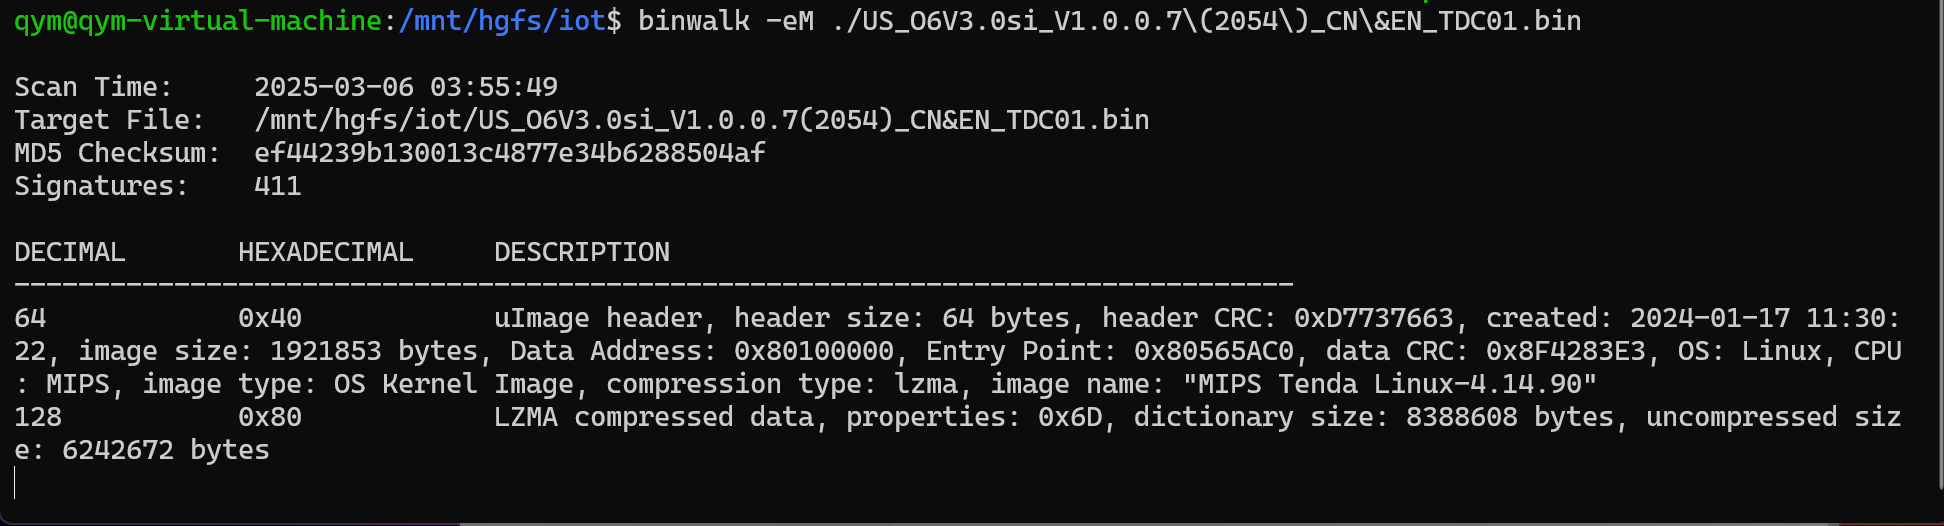 qym@qym-virtual-machine:/mnt/hgfs/iot$ binwalk -eM ./US_O6V3.0si_V1.0.0.7\(2054\)_CN\&EN_TDC01.bin
Scan Time:     2025-03-06 03:55:49
Target File:   /mnt/hgfs/iot/US_O6V3.0si_V1.0.0.7(2054)_CN&EN_TDC01.bin
MD5 Checksum:  ef44239b130013c4877e34b6288504af
Signatures:    411
DECIMAL       HEXADECIMAL     DESCRIPTION
--------------------------------------------------------------------------------
64            0x40            uImage header, header size: 64 bytes, header CRC: 0xD7737663, created: 2024-01-17 11:30:
22, image size: 1921853 bytes, Data Address: 0x80100000, Entry Point: 0x80565AC0, data CRC: 0x8F4283E3, OS: Linux, CPU
: MIPS, image type: OS Kernel Image, compression type: lzma, image name: "MIPS Tenda Linux-4.14.90"
128           0x80            LZMA compressed data, properties: 0x6D, dictionary size: 8388608 bytes, uncompressed siz
e: 6242672 bytes